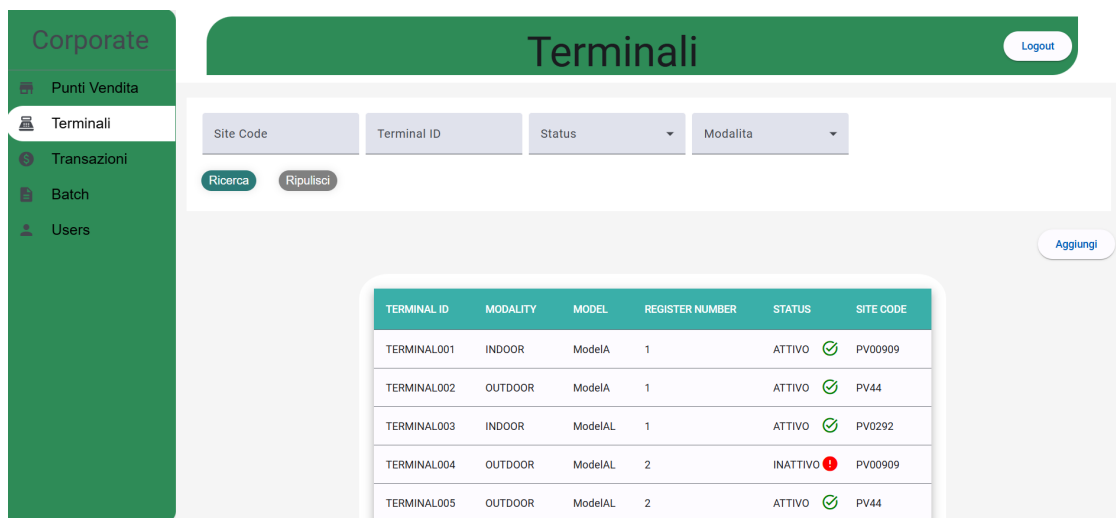 Corporate
Terminali
Logout
Punti Vendita
Terminali
Transazioni
Batch
Users
Site Code
Terminal ID
Status
Modalita
Ricerca
Ripulisci
Aggiungi
TERMINAL ID MODALITY MODEL REGISTER NUMBER STATUS SITE CODE
TERMINAL001 INDOOR ModelA 1 ATTIVO PV00909
TERMINAL002 OUTDOOR ModelA 1 ATTIVO PV44
TERMINAL003 INDOOR ModelAL 1 ATTIVO PV0292
TERMINAL004 OUTDOOR ModelAL 2 INATTIVO PV00909
TERMINAL005 OUTDOOR ModelAL 2 ATTIVO PV44